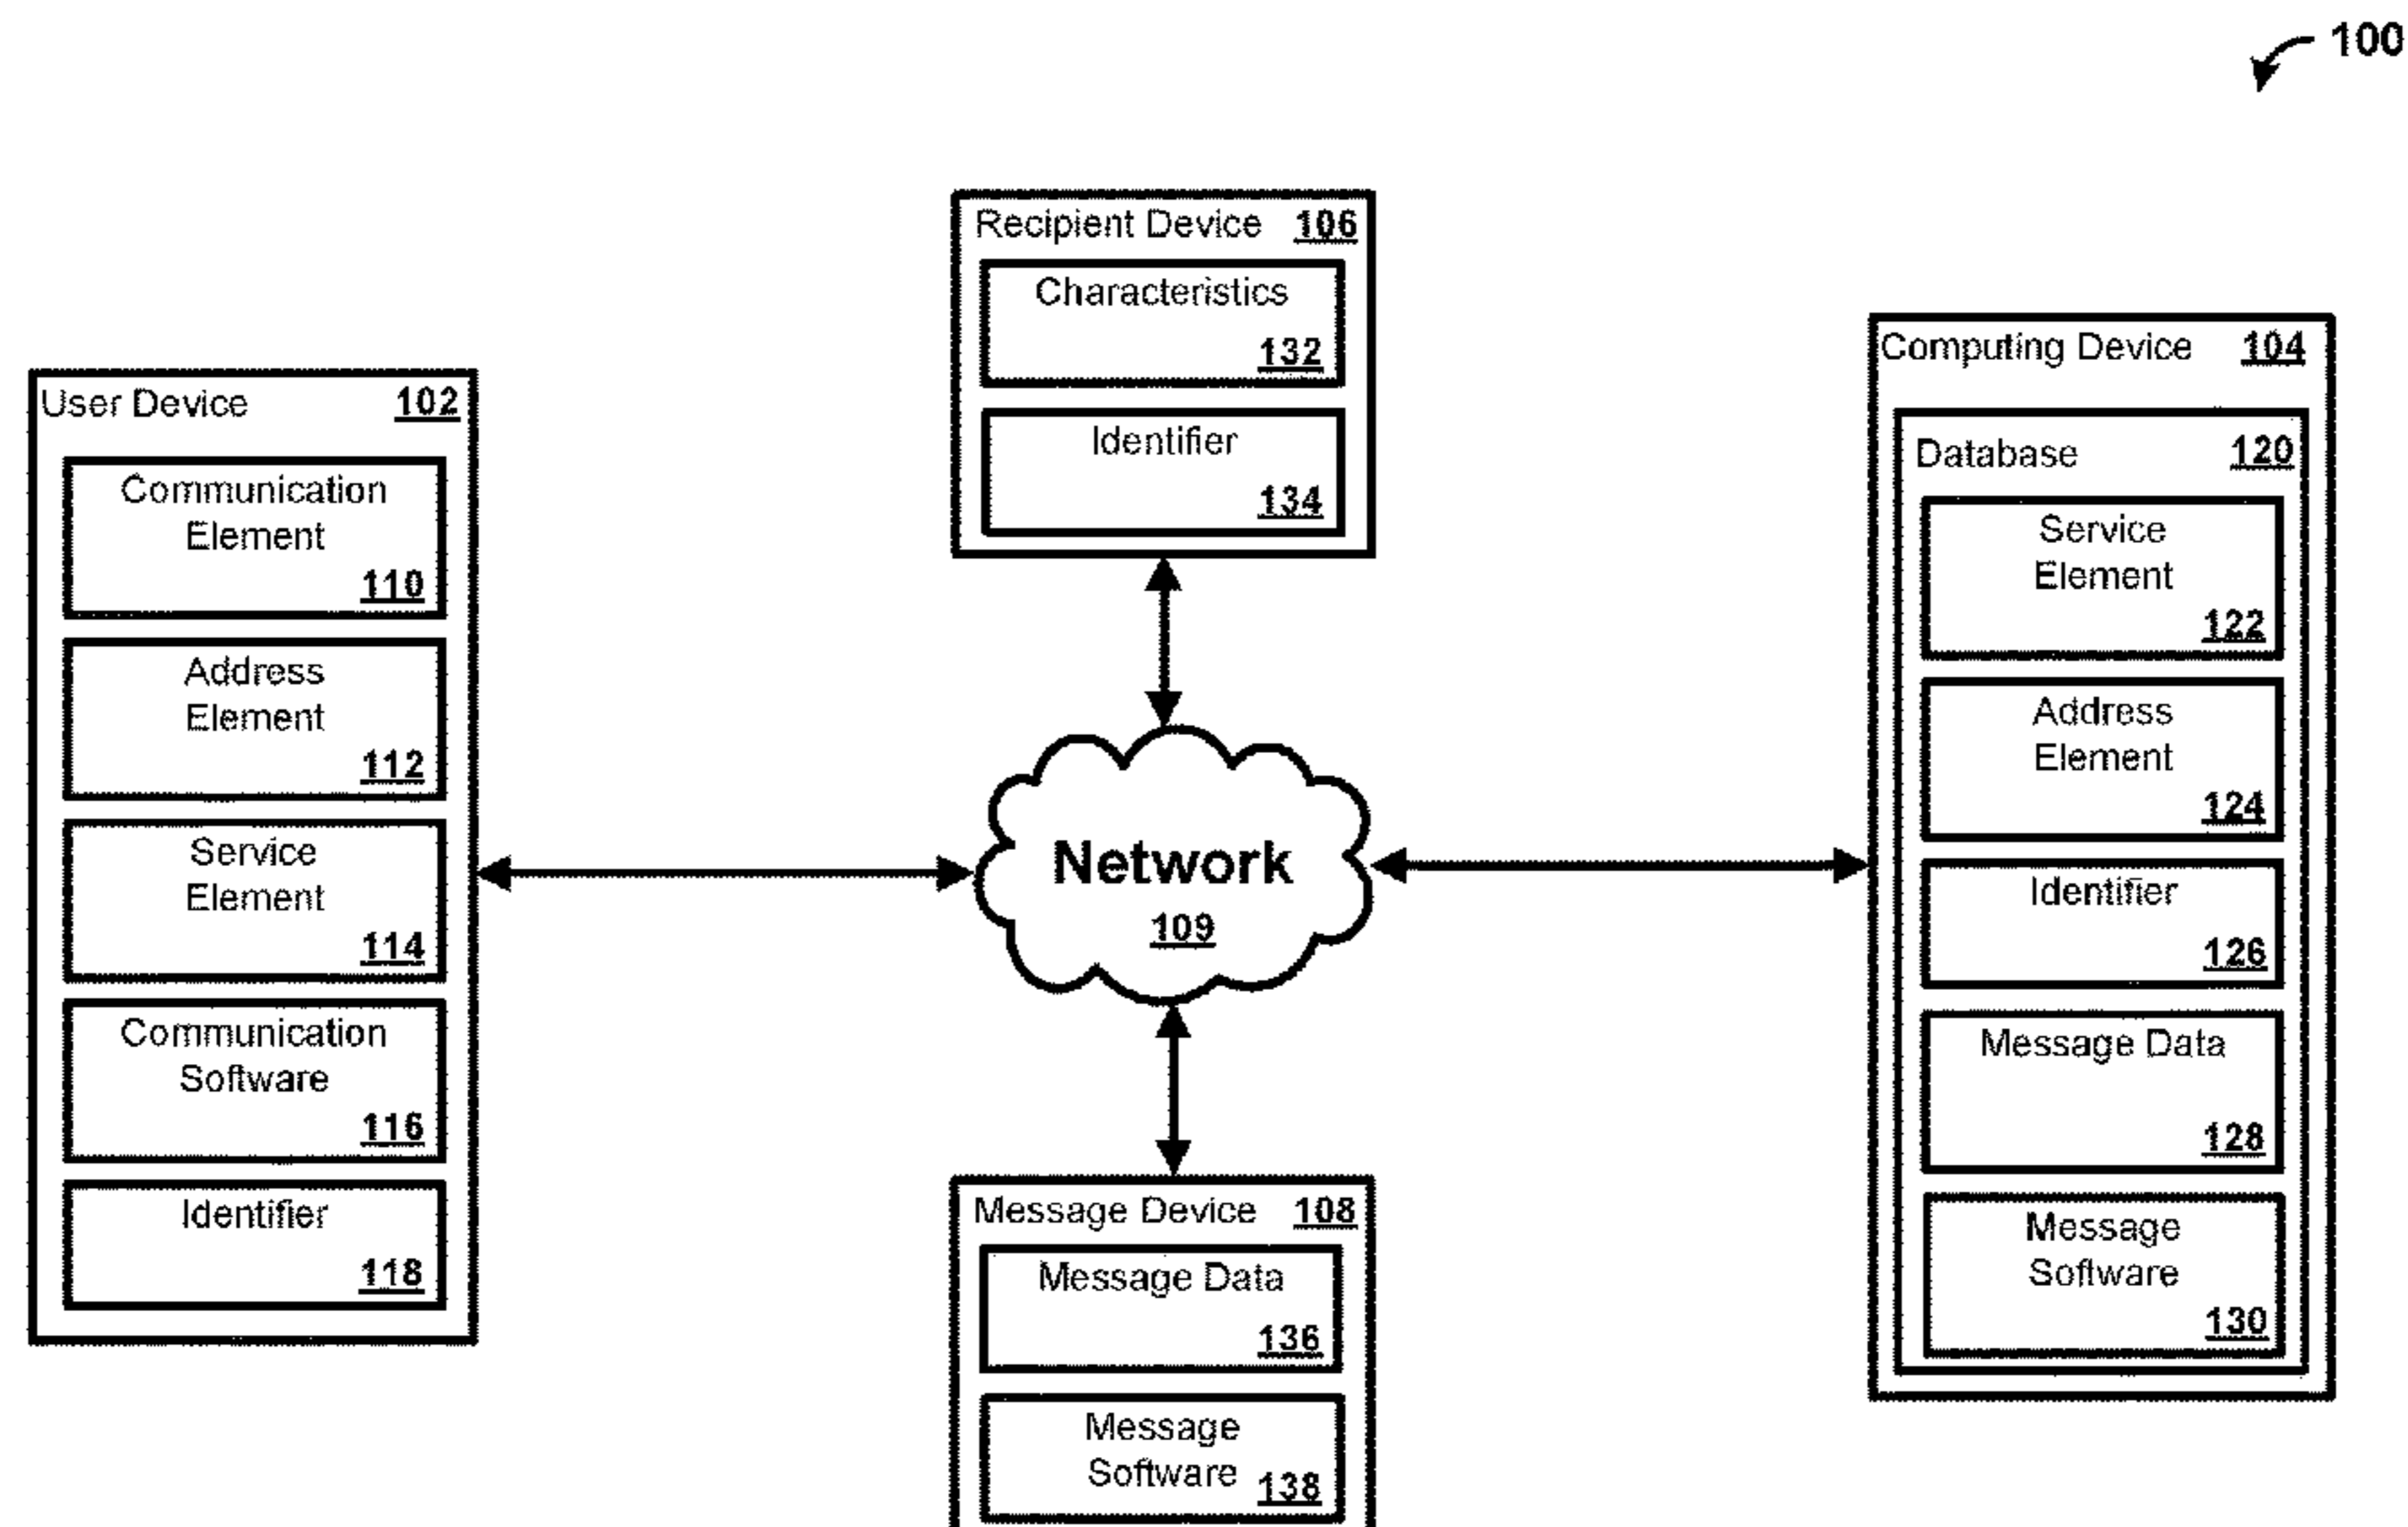 100
Recipient Device 106
Characteristics
132
Identifier
134
User Device 102
Communication
Element
110
Address
Element
112
Service
Element
114
Communication
Software
116
Identifier
118
Network
109
Computing Device 104
Database 120
Service
Element
122
Address
Element
124
Identifier
126
Message Data
128
Message
Software
130
Message Device 108
Message Data
136
Message
Software 138